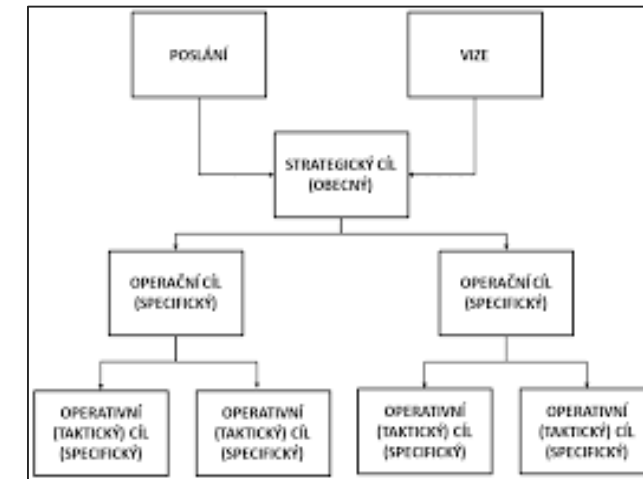 POSLÁNÍ
VIZE
STRATEGICKÝ CÍL
(OBECNÝ)
OPERAČNÍ CÍL
(SPECIFICKÝ)
OPERAČNÍ CÍL
(SPECIFICKÝ)
OPERATIVNÍ
(TAKTICKÝ) CÍL
(SPECIFICKÝ)
OPERATIVNÍ
(TAKTICKÝ) CÍL
(SPECIFICKÝ)
OPERATIVNÍ
(TAKTICKÝ) CÍL
(SPECIFICKÝ)
OPERATIVNÍ
(TAKTICKÝ) CÍL
(SPECIFICKÝ)